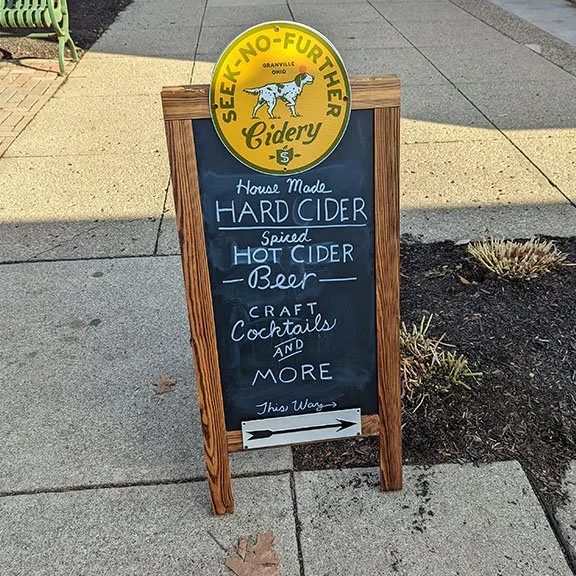 SEEK-NO-FURTHER
GRANVILLE
OHIO
Cidery
S
House Made
HARD CIDER
Spiced
HOT CIDER
Beer
CRAFT
Cocktails
AND
MORE
This Way→